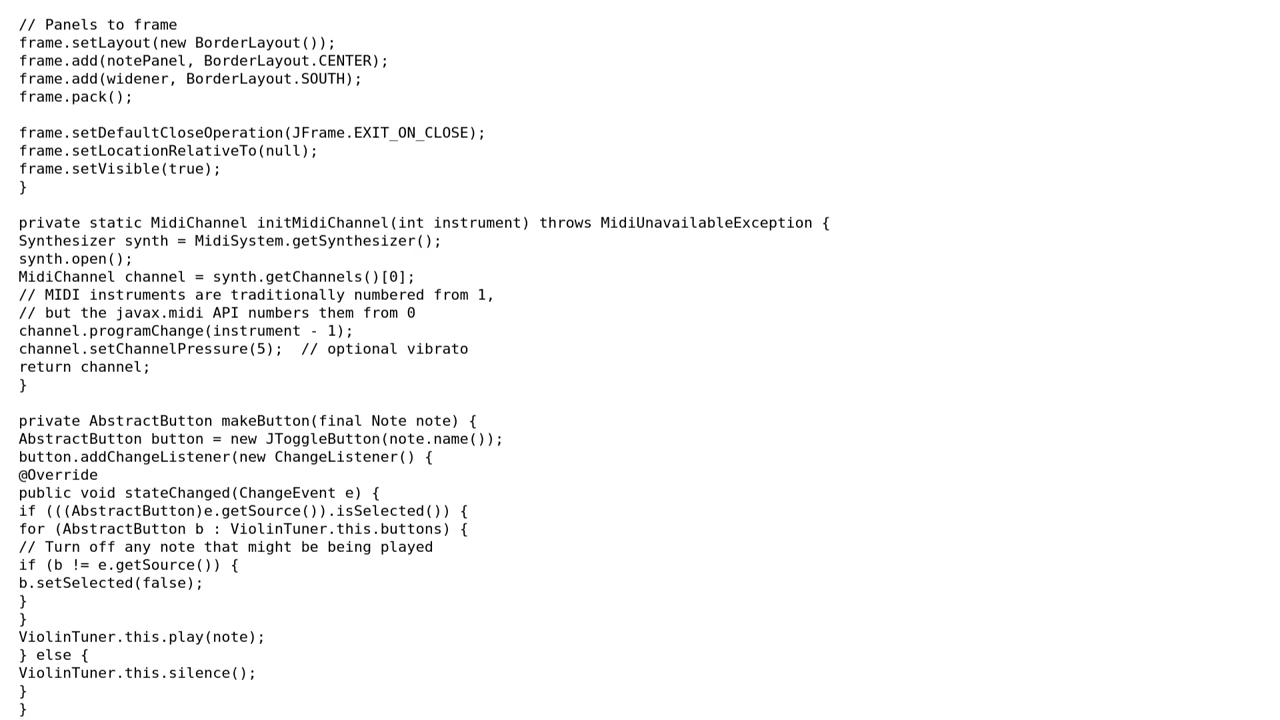 // Panels to frame
frame.setLayout(new BorderLayout());
frame.add(notePanel, BorderLayout.CENTER);
frame.add(widener, BorderLayout.SOUTH);
frame.pack();

frame.setDefaultCloseOperation(JFrame.EXIT_ON_CLOSE);
frame.setLocationRelativeTo(null);
frame.setVisible(true);
}

private static MidiChannel initMidiChannel(int instrument) throws MidiUnavailableException {
Synthesizer synth = MidiSystem.getSynthesizer();
synth.open();
MidiChannel channel = synth.getChannels()[0];
// MIDI instruments are traditionally numbered from 1,
// but the javax.midi API numbers them from 0
channel.programChange(instrument - 1);
channel.setChannelPressure(5);  // optional vibrato
return channel;
}

private AbstractButton makeButton(final Note note) {
AbstractButton button = new JToggleButton(note.name());
button.addChangeListener(new ChangeListener() {
@Override
public void stateChanged(ChangeEvent e) {
if (((AbstractButton)e.getSource()).isSelected()) {
for (AbstractButton b : ViolinTuner.this.buttons) {
// Turn off any note that might be being played
if (b != e.getSource()) {
b.setSelected(false);
}
}
ViolinTuner.this.play(note);
} else {
ViolinTuner.this.silence();
}
}